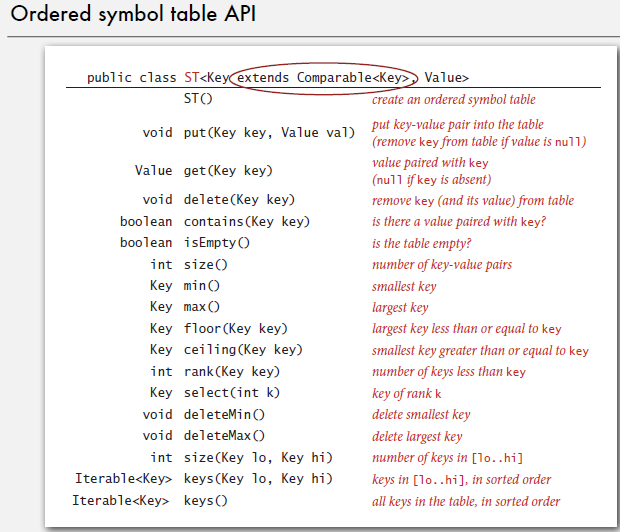 Ordered symbol table API
public class ST<Key extends Comparable<Key>, Value>
ST() create an ordered symbol table
void put(Key key, Value val) put key-value pair into the table
(remove key from table if value is null)
Value get(Key key) value paired with key
(null if key is absent)
void delete(Key key) remove key (and its value) from table
boolean contains(Key key) is there a value paired with key?
boolean isEmpty() is the table empty?
int size() number of key-value pairs
Key min() smallest key
Key max() largest key
Key floor(Key key) largest key less than or equal to key
Key ceiling(Key key) smallest key greater than or equal to key
int rank(Key key) number of keys less than key
Key select(int k) key of rank k
void deleteMin() delete smallest key
void deleteMax() delete largest key
int size(Key lo, Key hi) number of keys in [lo..hi]
Iterable<Key> keys(Key lo, Key hi) keys in [lo..hi], in sorted order
Iterable<Key> keys() all keys in the table, in sorted order